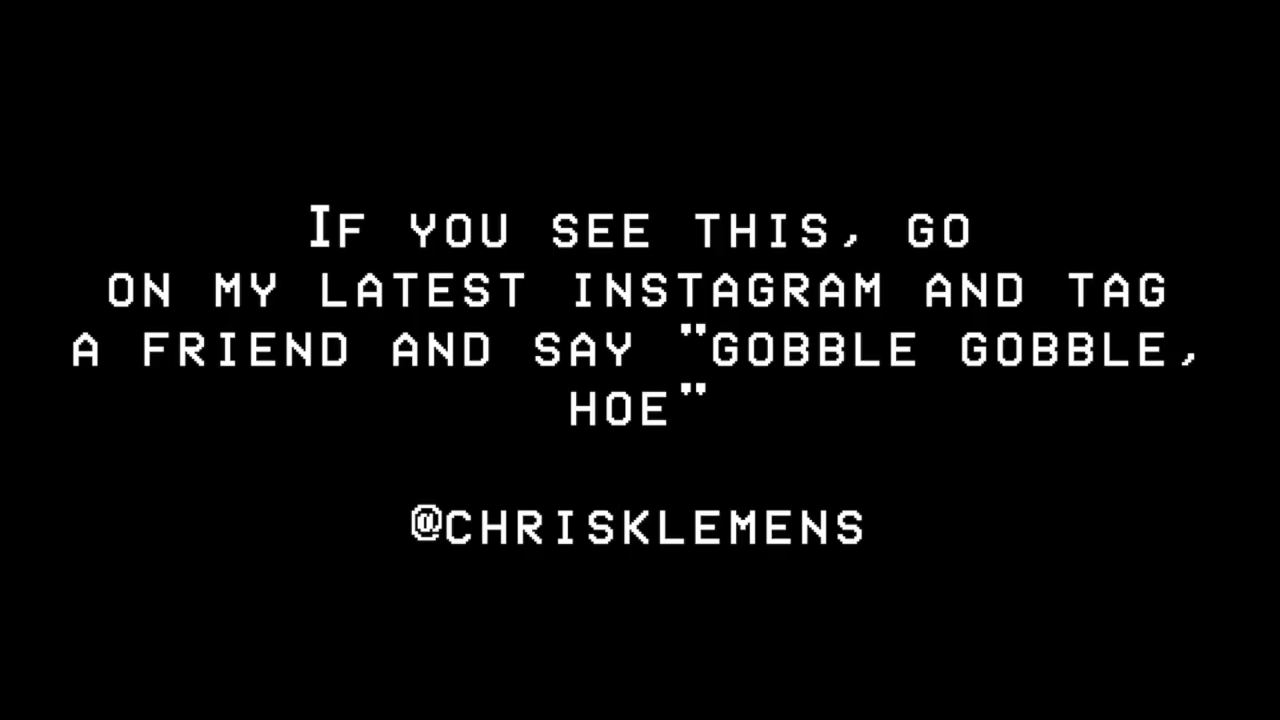 If you see this, go
on my latest instagram and tag
a friend and say "gobble gobble,
hoe"
@chrisklemens